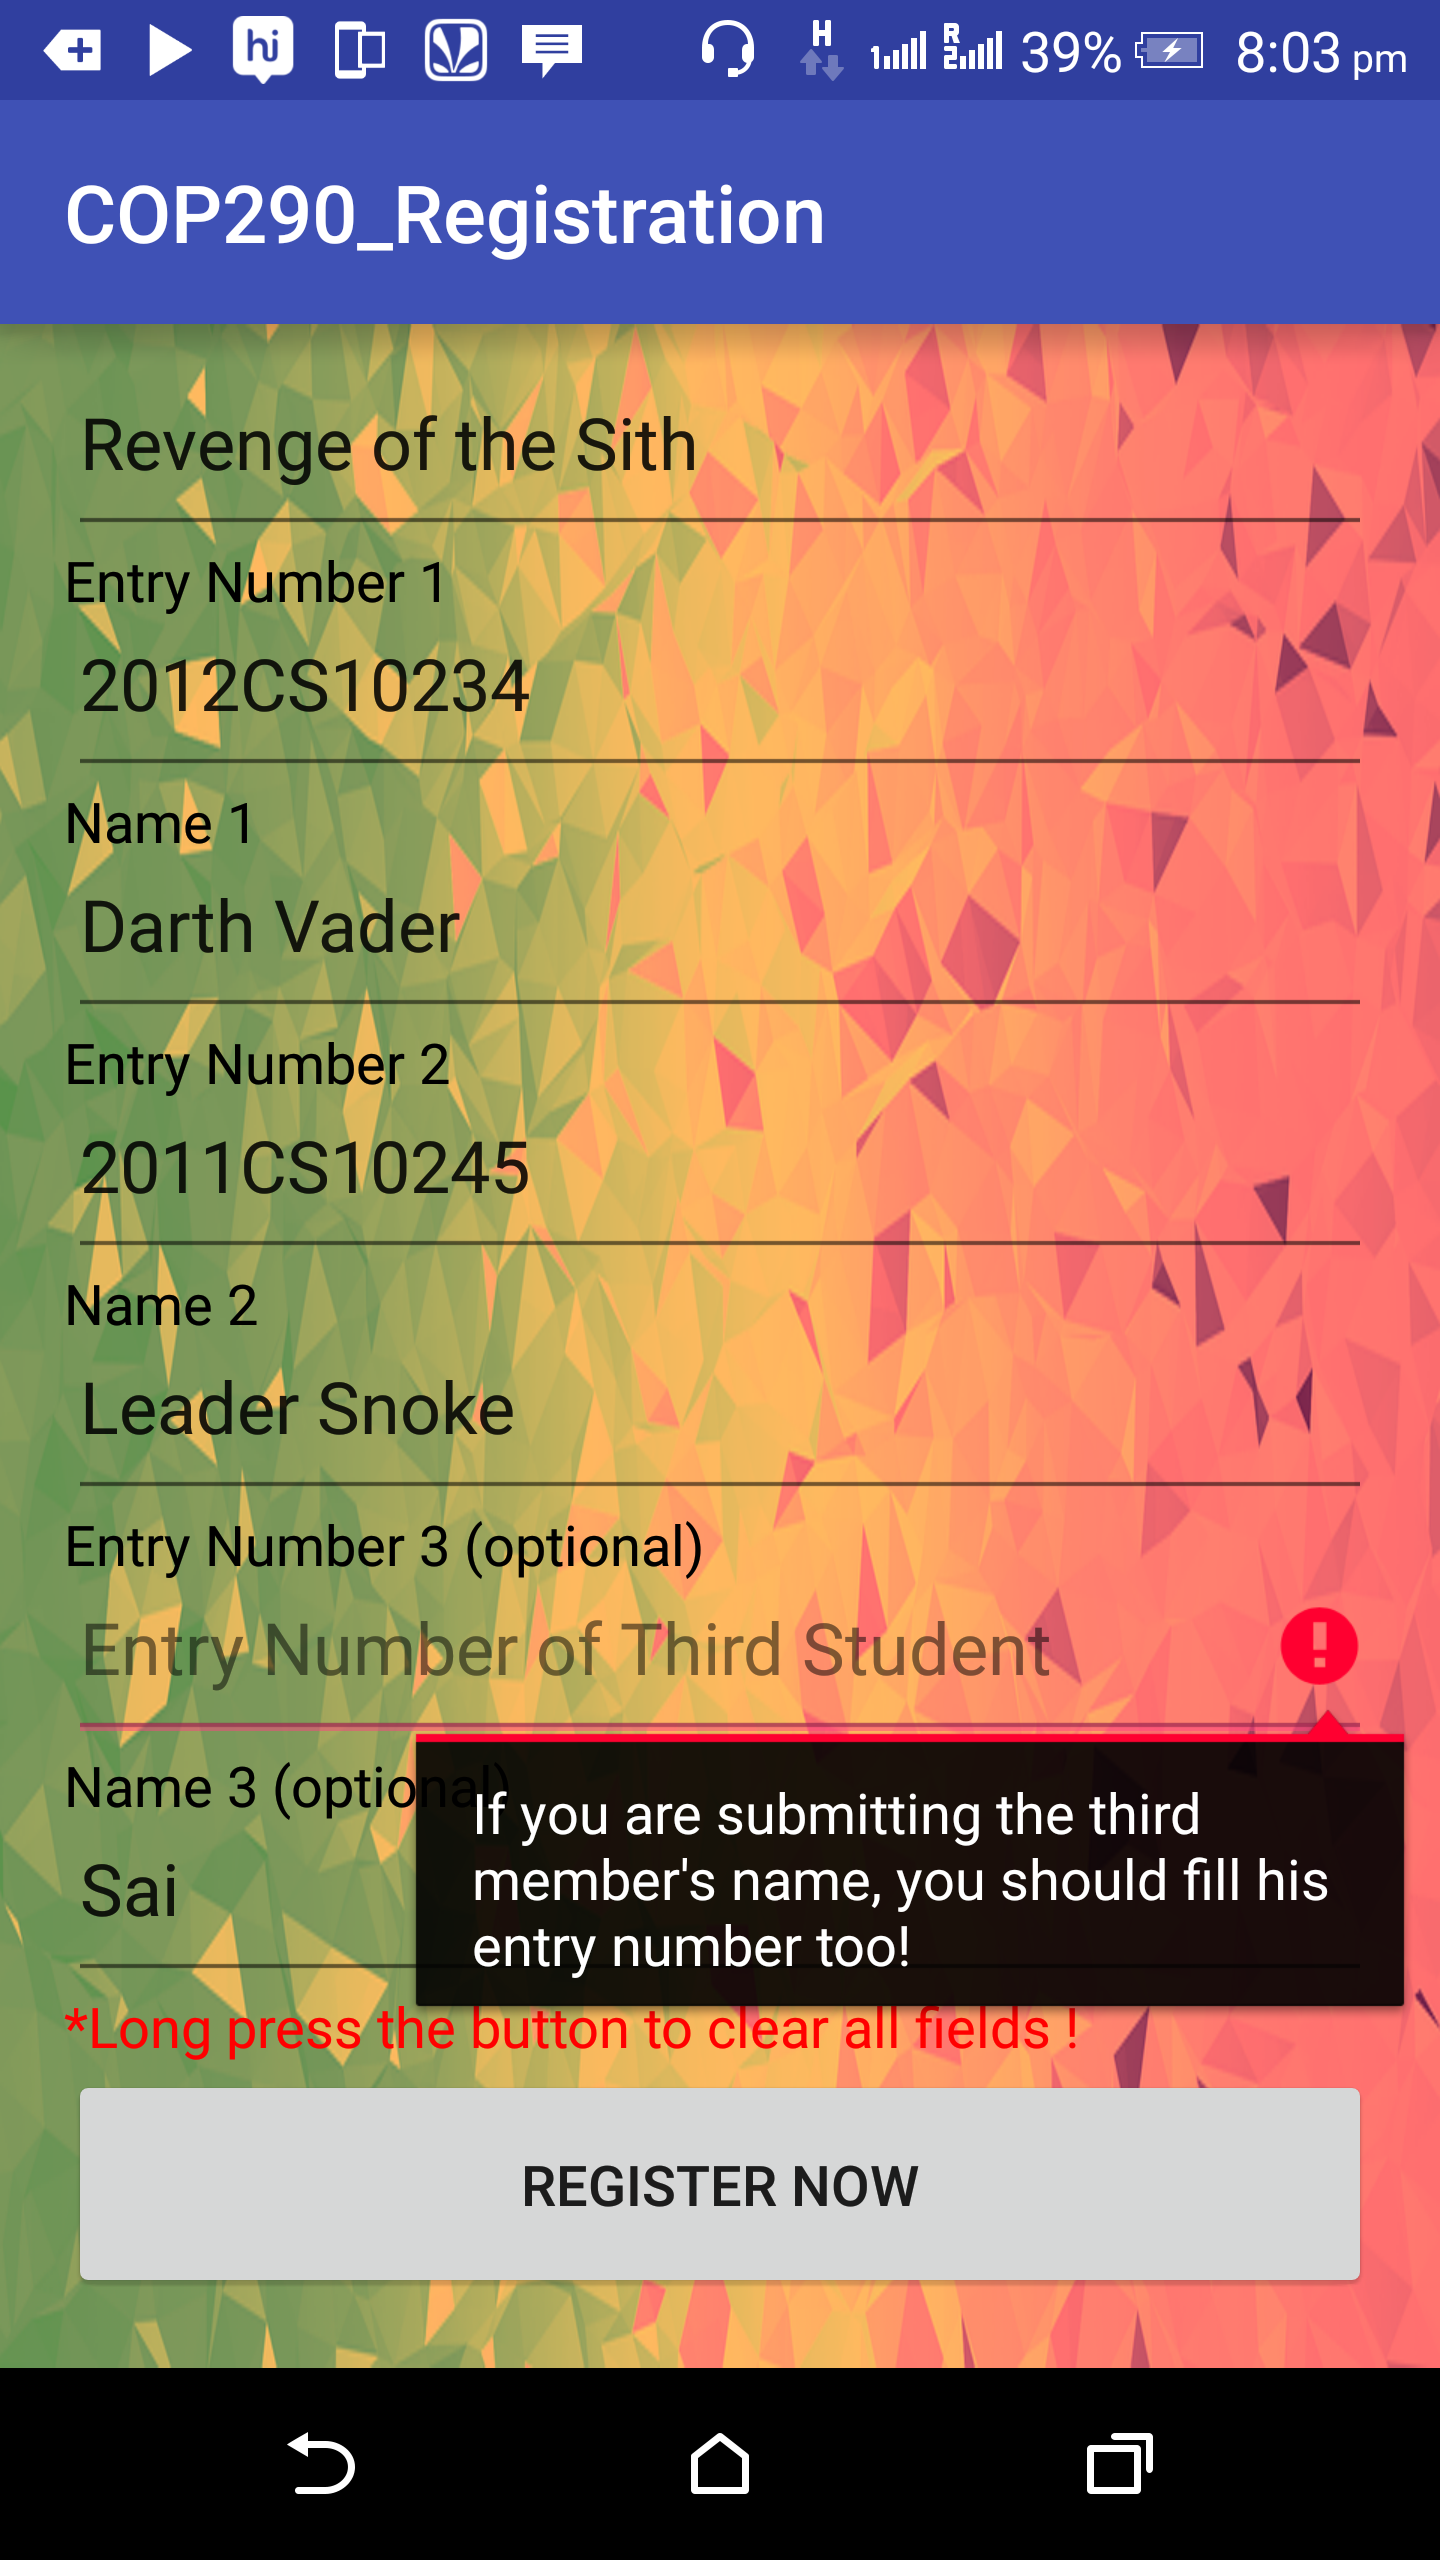 hj
H
1
R
2
39%
8:03 pm
COP290_Registration
Revenge of the Sith
Entry Number 1
2012CS10234
Name 1
Darth Vader
Entry Number 2
2011CS10245
Name 2
Leader Snoke
Entry Number 3 (optional)
Entry Number of Third Student
Name 3 (optional)
If you are submitting the third
member's name, you should fill his
entry number too!
Sai
*Long press the button to clear all fields !
REGISTER NOW